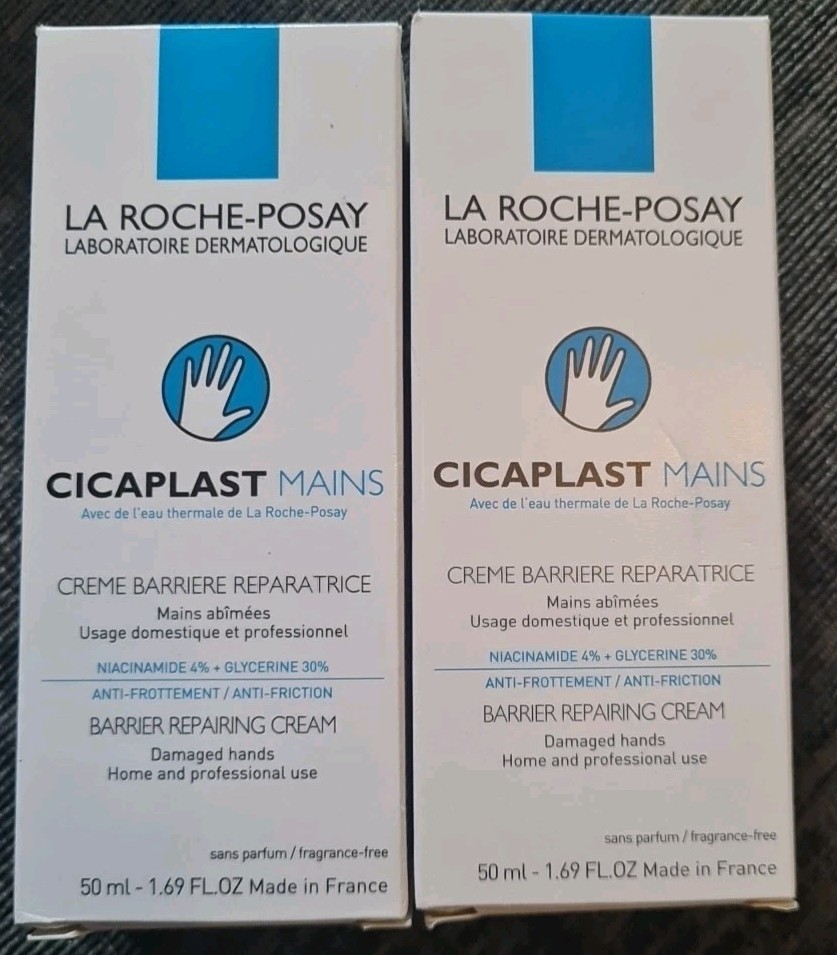 LA ROCHE-POSAY
LABORATOIRE DERMATOLOGIQUE
CICAPLAST MAINS
Avec de l'eau thermale de La Roche-Posay
CREME BARRIERE REPARATRICE
Mains abîmées
Usage domestique et professionnel
NIACINAMIDE 4% + GLYCERINE 30%
ANTI-FROTTEMENT / ANTI-FRICTION
BARRIER REPAIRING CREAM
Damaged hands
Home and professional use
sans parfum / fragrance-free
50 ml - 1.69 FL.OZ Made in France
LA ROCHE-POSAY
LABORATOIRE DERMATOLOGIQUE
CICAPLAST MAINS
Avec de l'eau thermale de La Roche-Posay
CREME BARRIERE REPARATRICE
Mains abîmées
Usage domestique et professionnel
NIACINAMIDE 4% + GLYCERINE 30%
ANTI-FROTTEMENT / ANTI-FRICTION
BARRIER REPAIRING CREAM
Damaged hands
Home and professional use
sans parfum / fragrance-free
50 ml - 1.69 FL.OZ Made in France